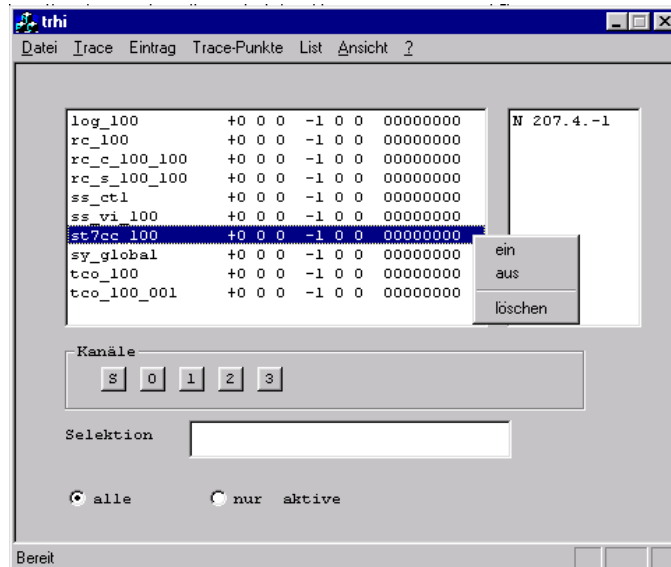 trhi
Datei Trace Eintrag Trace-Punkte List Ansicht ?
log_100 +0 0 0 -1 0 0 00000000
rc_100 +0 0 0 -1 0 0 00000000
rc_c_100_100 +0 0 0 -1 0 0 00000000
rc_s_100_100 +0 0 0 -1 0 0 00000000
ss_ctl +0 0 0 -1 0 0 00000000
ss_vi_100 +0 0 0 -1 0 0 00000000
st7cc_100 +0 0 0 -1 0 0 00000000
sy_global +0 0 0 -1 0 0 00000000
tco_100 +0 0 0 -1 0 0 00000000
tco_100_001 +0 0 0 -1 0 0 00000000
N 207.4.-1
ein
aus
löschen
Kanäle
S 0 1 2 3
Selektion
alle nur aktive
Bereit